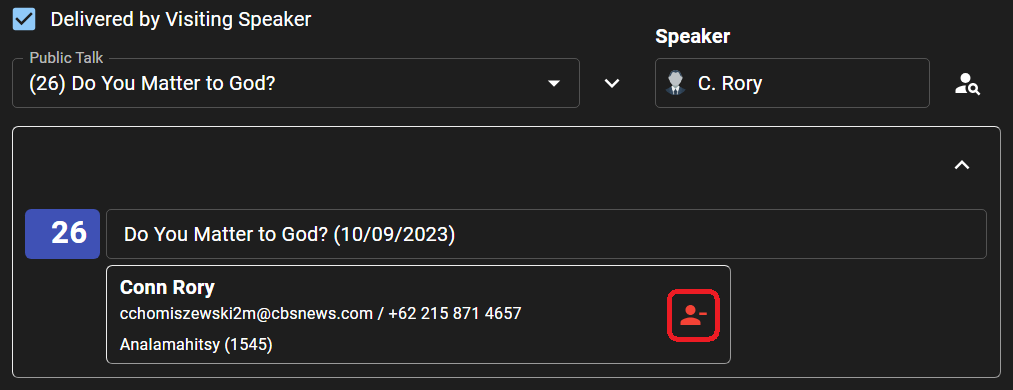 Delivered by Visiting Speaker
Speaker
Public Talk
(26) Do You Matter to God?
C. Rory
26
Do You Matter to God? (10/09/2023)
Conn Rory
cchomiszewski2m@cbsnews.com / +62 215 871 4657
Analamahitsy (1545)